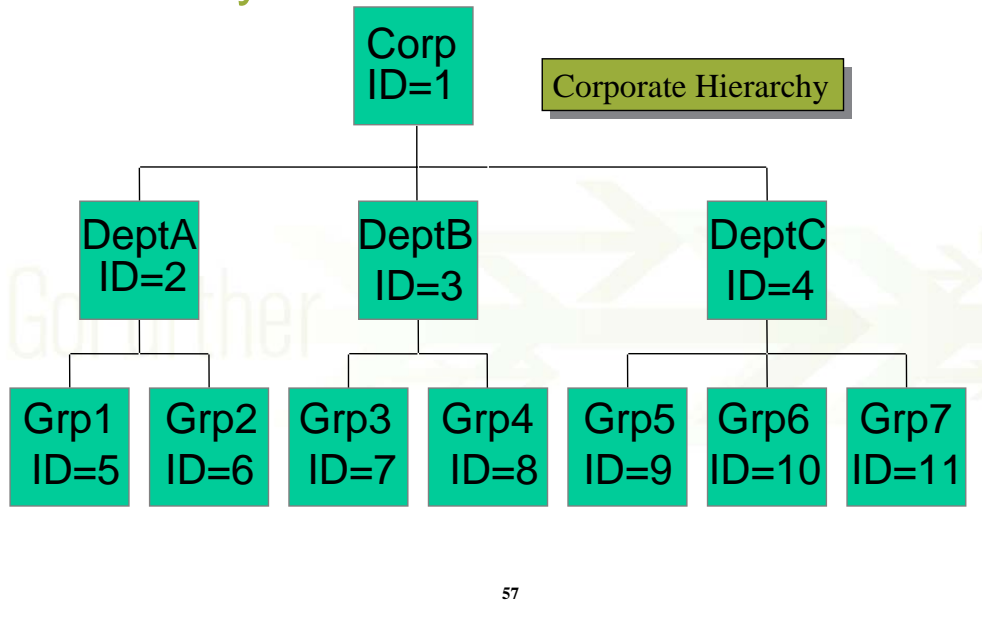 Corp
ID=1
Corporate Hierarchy
DeptA
ID=2
DeptB
ID=3
DeptC
ID=4
Grp1
ID=5
Grp2
ID=6
Grp3
ID=7
Grp4
ID=8
Grp5
ID=9
Grp6
ID=10
Grp7
ID=11
57